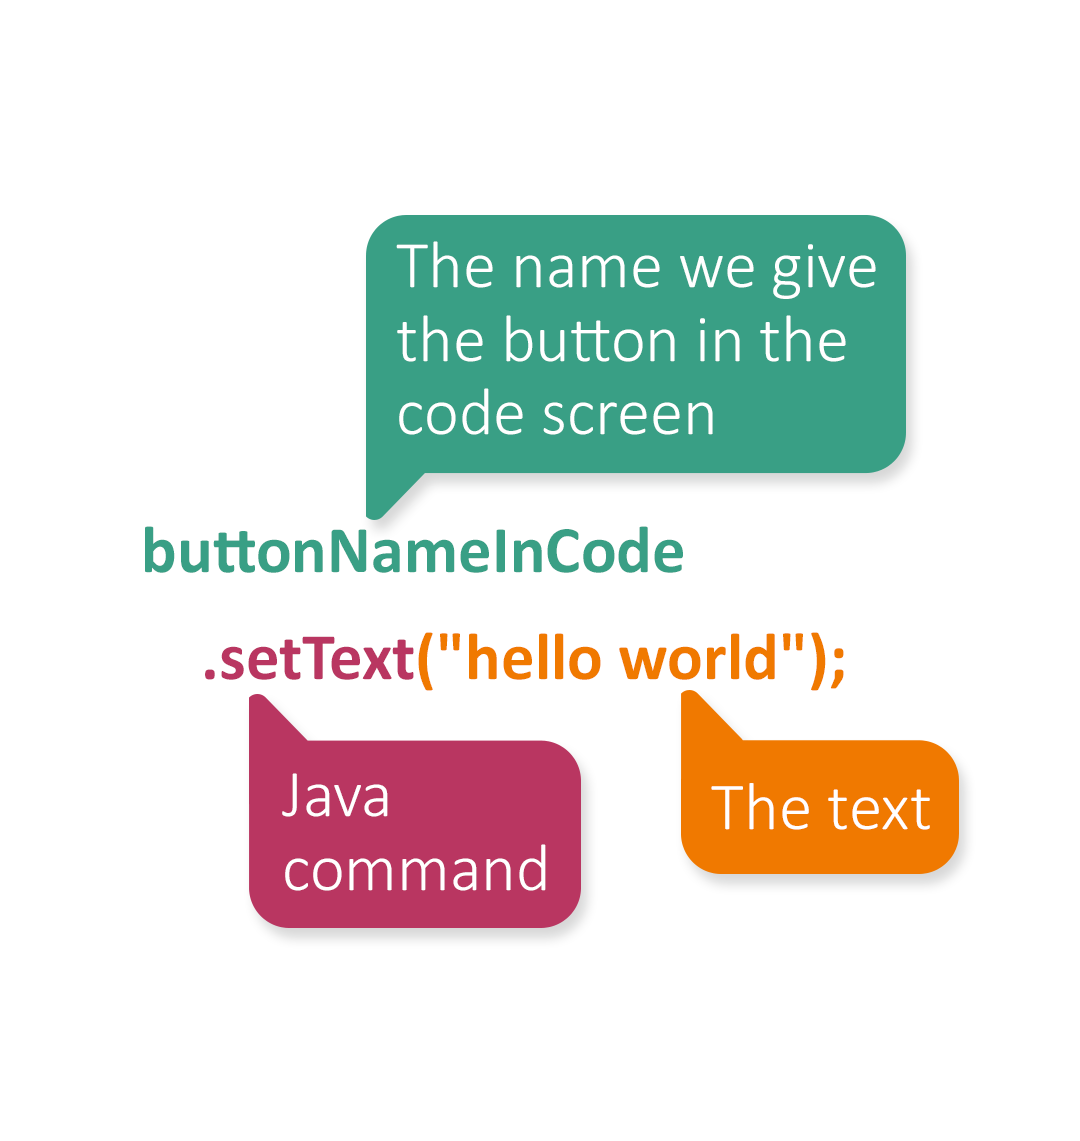 The name we give
the button in the
code screen
buttonNameInCode
.setText("hello world");
Java
command
The text